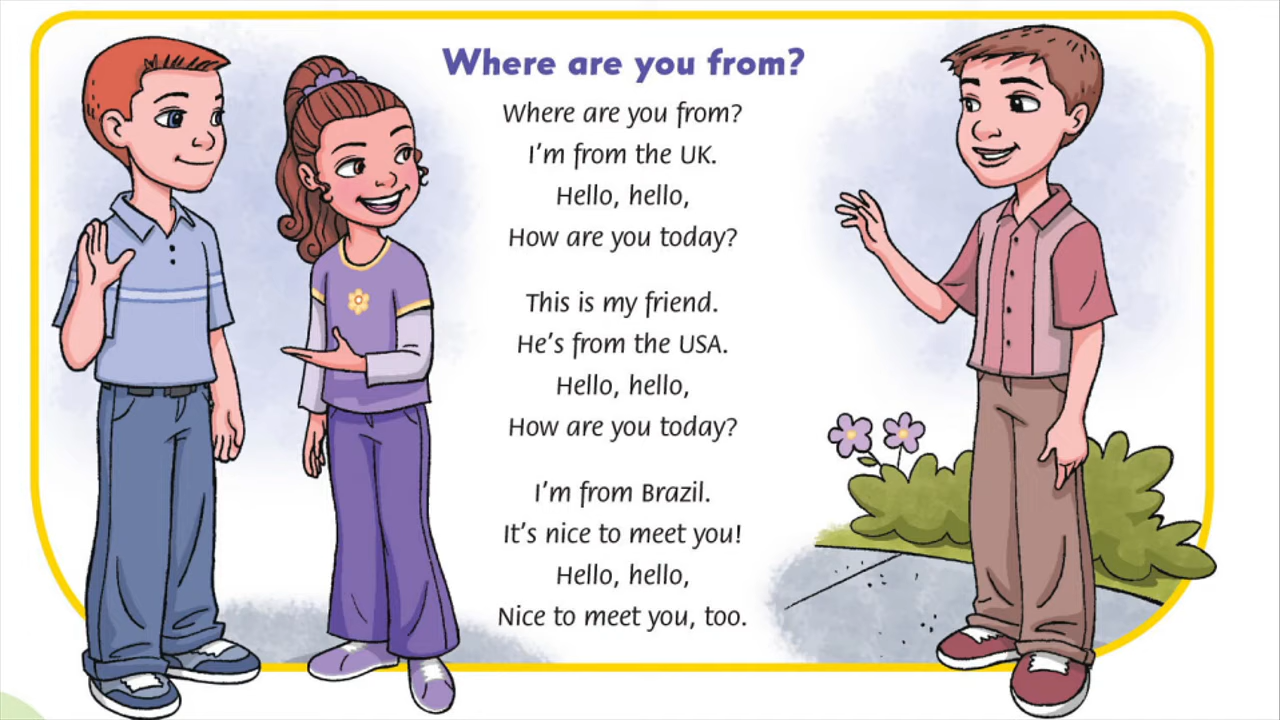 Where are you from?
Where are you from?
I'm from the UK.
Hello, hello,
How are you today?
This is my friend.
He's from the USA.
Hello, hello,
How are you today?
I'm from Brazil.
It's nice to meet you!
Hello, hello,
Nice to meet you, too.